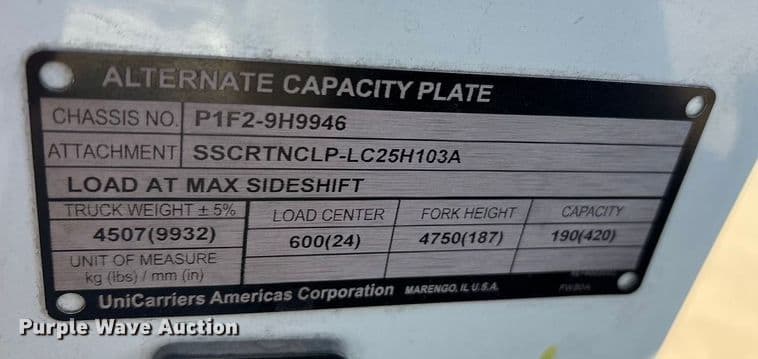 ALTERNATE CAPACITY PLATE
CHASSIS NO. P1F2-9H9946
ATTACHMENT SSCRTNCLP-LC25H103A
LOAD AT MAX SIDESHIFT
TRUCK WEIGHT ± 5% LOAD CENTER FORK HEIGHT CAPACITY
4507(9932) 600(24) 4750(187) 190(420)
UNIT OF MEASURE
kg (lbs) / mm (in)
UniCarriers Americas Corporation MARENGO, IL U.S.A.
Purple Wave Auction